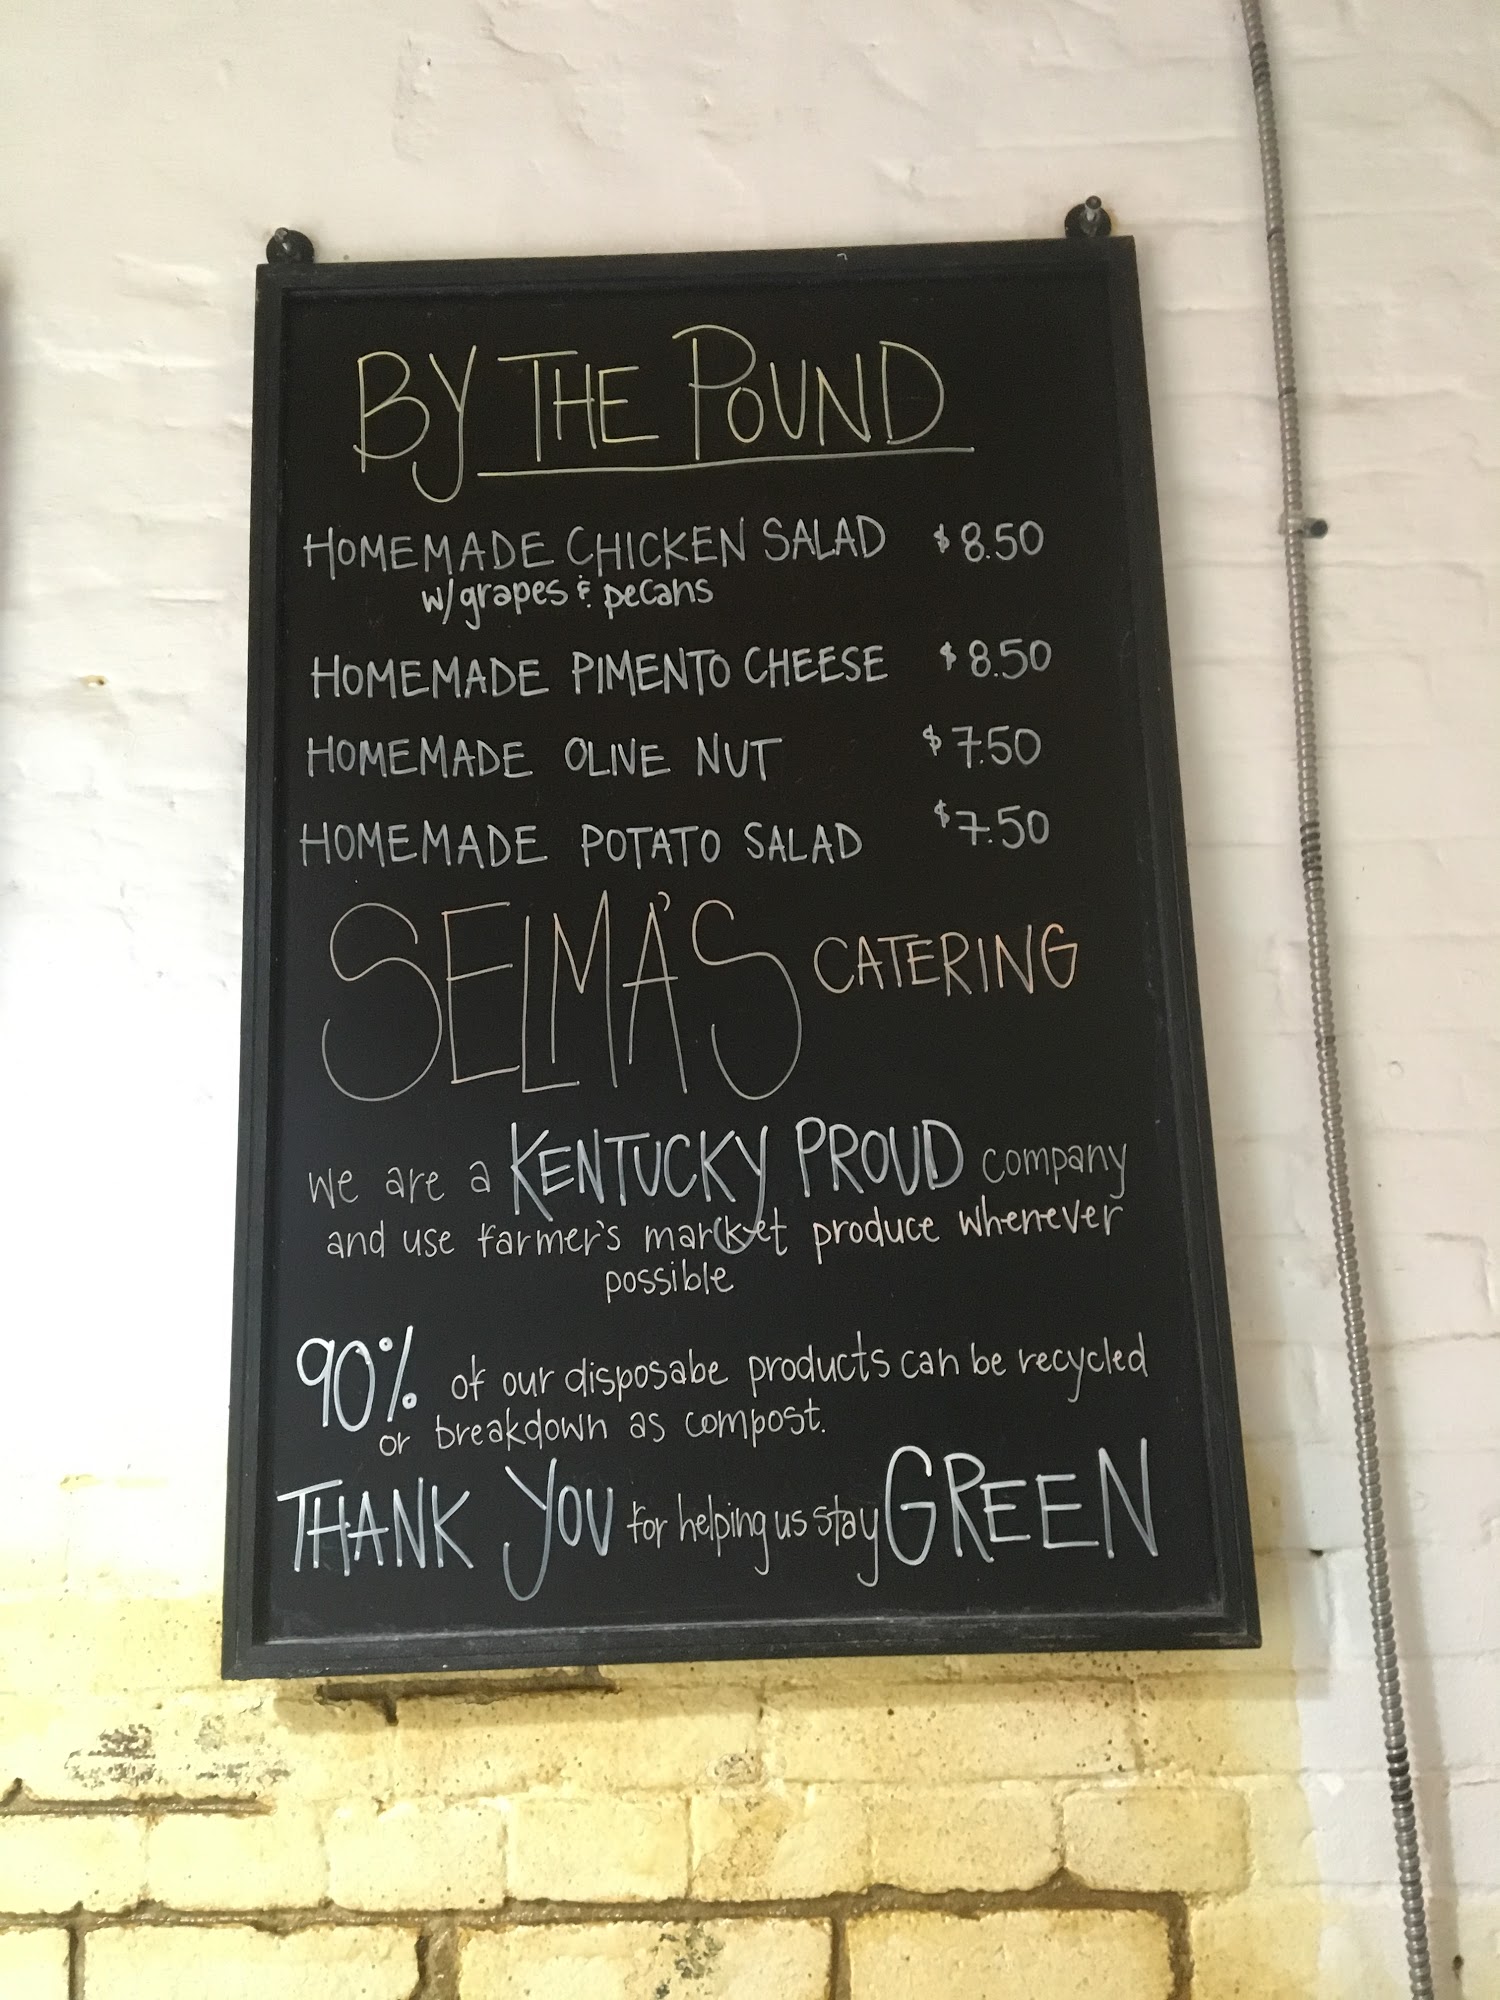 BY THE POUND
HOMEMADE CHICKEN SALAD $8.50
w/grapes & pecans
HOMEMADE PIMENTO CHEESE $8.50
HOMEMADE OLIVE NUT $7.50
HOMEMADE POTATO SALAD $7.50
SELMA'S CATERING
we are a KENTUCKY PROUD company
and use farmer's market produce whenever
possible
90% of our disposabe products can be recycled
or breakdown as compost.
THANK YOU for helping us stay GREEN